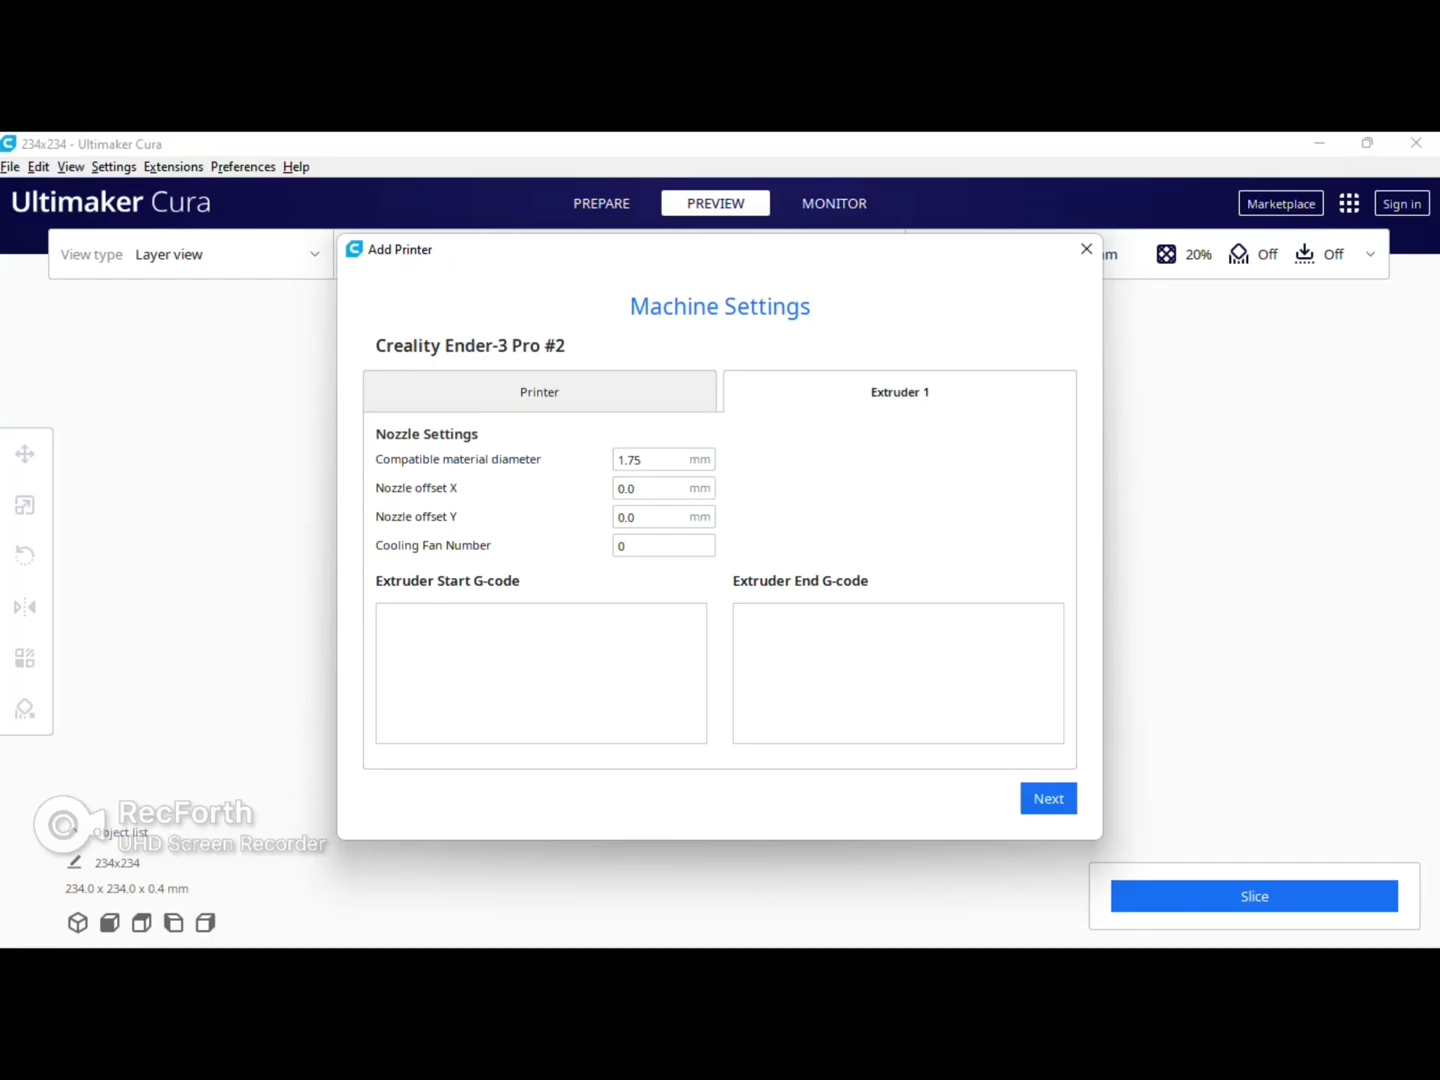 234x234 - Ultimaker Cura
File Edit View Settings Extensions Preferences Help
Ultimaker Cura
PREPARE PREVIEW MONITOR
Marketplace Sign in
View type Layer view
Add Printer
m 20% Off Off
Machine Settings
Creality Ender-3 Pro #2
Printer Extruder 1
Nozzle Settings
Compatible material diameter 1.75 mm
Nozzle offset X 0.0 mm
Nozzle offset Y 0.0 mm
Cooling Fan Number 0
Extruder Start G-code Extruder End G-code
Next
RecForth
Object list
UHD Screen Recorder
234x234
234.0 x 234.0 x 0.4 mm
Slice